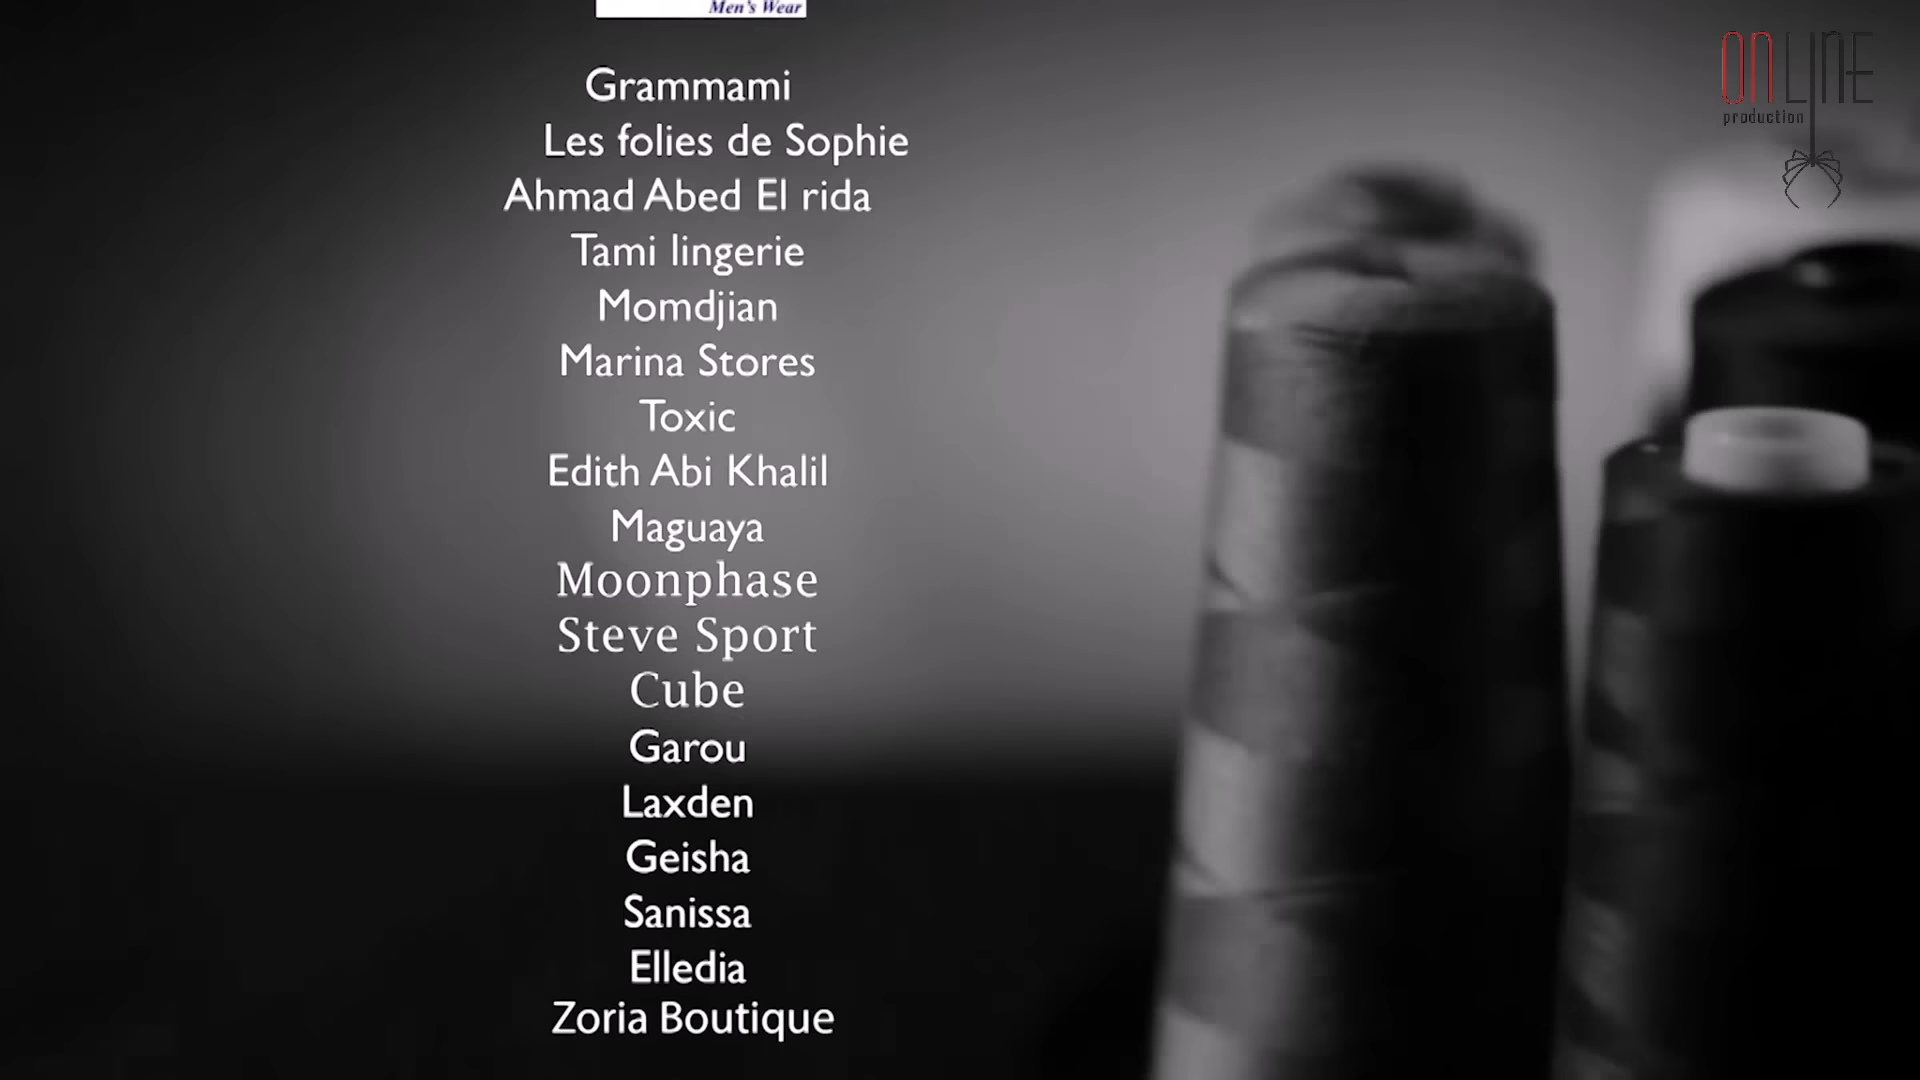 Men's Wear
ONLINE
production
Grammami
Les folies de Sophie
Ahmad Abed El rida
Tami lingerie
Momdjian
Marina Stores
Toxic
Edith Abi Khalil
Maguaya
Moonphase
Steve Sport
Cube
Garou
Laxden
Geisha
Sanissa
Elledia
Zoria Boutique